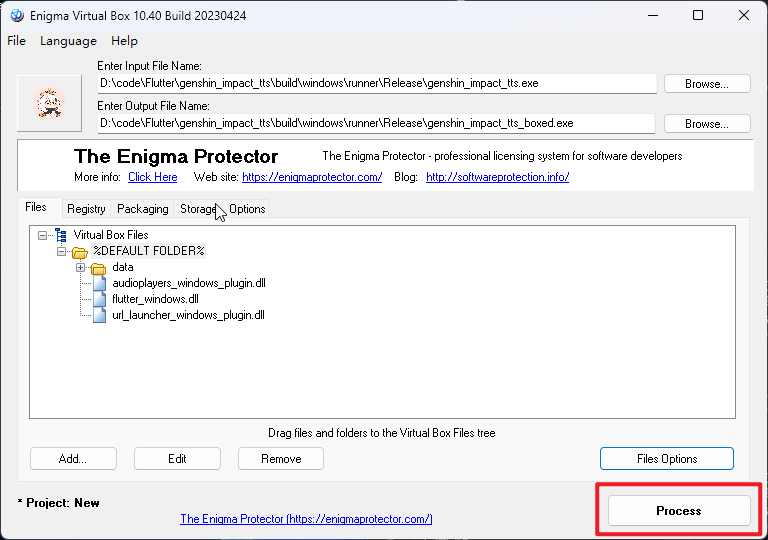 Enigma Virtual Box 10.40 Build 20230424
File Language Help
Enter Input File Name:
D:\code\Flutter\genshin_impact_tts\build\windows\runner\Release\genshin_impact_tts.exe
Browse...
Enter Output File Name:
D:\code\Flutter\genshin_impact_tts\build\windows\runner\Release\genshin_impact_tts_boxed.exe
Browse...
The Enigma Protector The Enigma Protector - professional licensing system for software developers
More info: Click Here Web site: https://enigmaprotector.com/ Blog: http://softwareprotection.info/
Files Registry Packaging Storage Options
Virtual Box Files
%DEFAULT FOLDER%
data
audioplayers_windows_plugin.dll
flutter_windows.dll
url_launcher_windows_plugin.dll
Drag files and folders to the Virtual Box Files tree
Add... Edit Remove Files Options
* Project: New
The Enigma Protector (https://enigmaprotector.com/)
Process